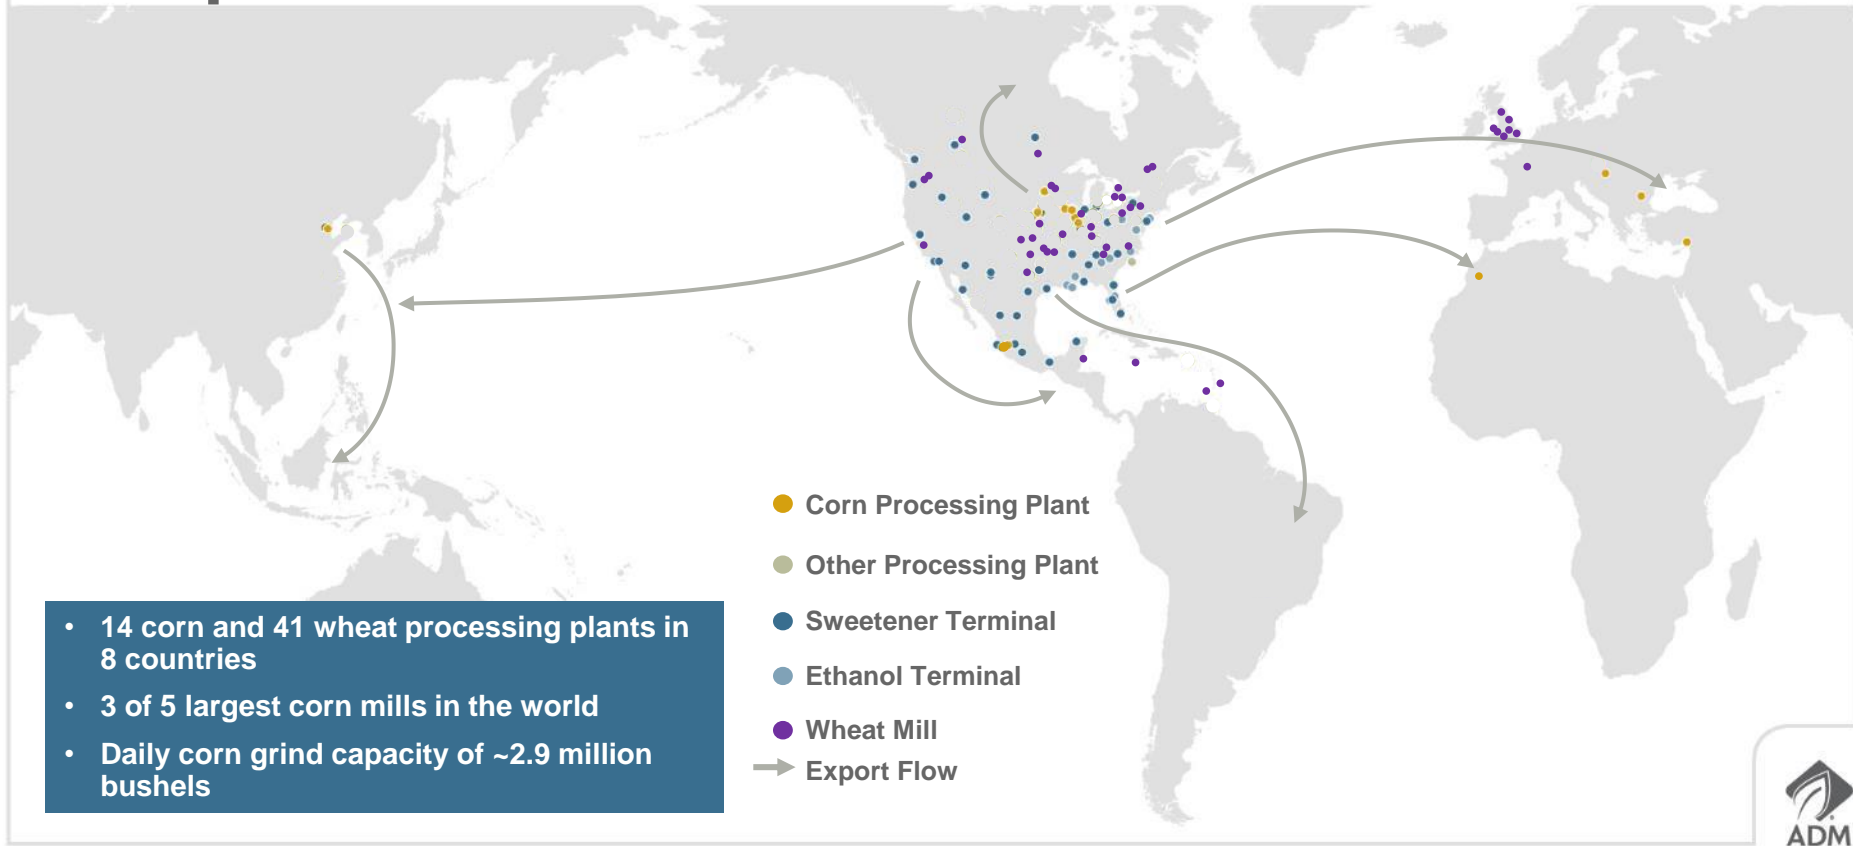 Corn Processing Plant
Other Processing Plant
Sweetener Terminal
Ethanol Terminal
Wheat Mill
Export Flow
• 14 corn and 41 wheat processing plants in
8 countries
• 3 of 5 largest corn mills in the world
• Daily corn grind capacity of ~2.9 million
bushels
ADM